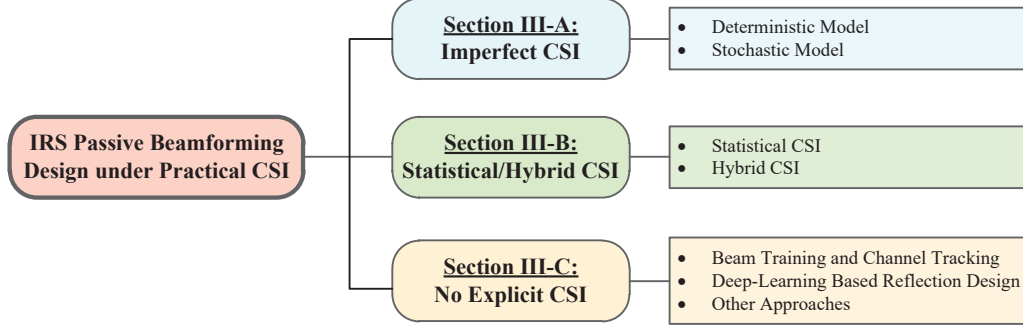 IRS Passive Beamforming
Design under Practical CSI
Section III-A:
Imperfect CSI
• Deterministic Model
• Stochastic Model
Section III-B:
Statistical/Hybrid CSI
• Statistical CSI
• Hybrid CSI
Section III-C:
No Explicit CSI
• Beam Training and Channel Tracking
• Deep-Learning Based Reflection Design
• Other Approaches